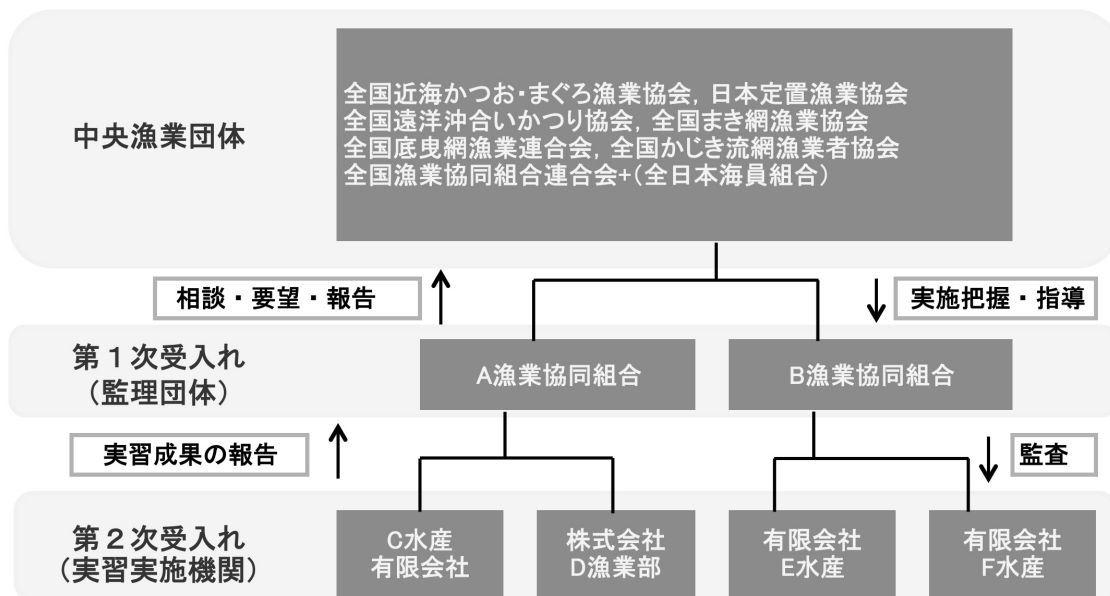 全国近海かつお・まぐろ漁業協会，日本定置漁業協会
全国遠洋沖合いかつり協会，全国まき網漁業協会
全国底曳網漁業連合会，全国かじき流網漁業者協会
全国漁業協同組合連合会+(全日本海員組合)
中央漁業団体
相談・要望・報告
実施把握・指導
第１次受入れ
（監理団体）
A漁業協同組合
B漁業協同組合
実習成果の報告
監査
第２次受入れ
（実習実施機関）
C水産
有限会社
株式会社
D漁業部
有限会社
E水産
有限会社
F水産